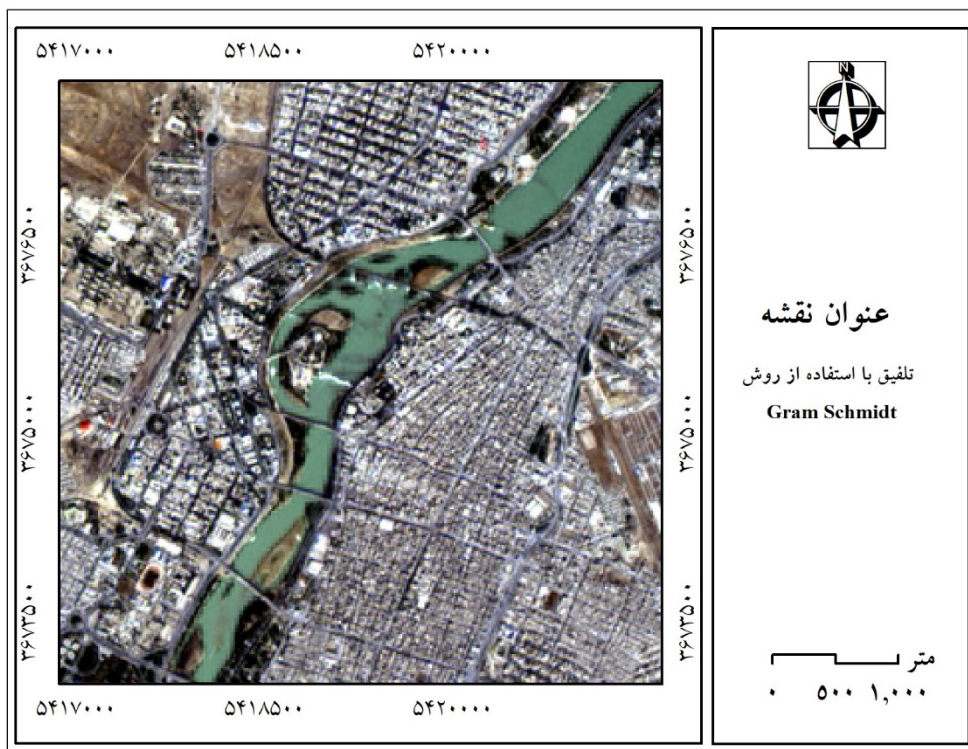 ۵۴۱۷۰۰۰ ۵۴۱۸۵۰۰ ۵۴۲۰۰۰۰
۳۶۷۶۵۰۰ ۳۶۷۶۵۰۰
۳۶۷۵۰۰۰ ۳۶۷۵۰۰۰
۳۶۷۳۵۰۰ ۳۶۷۳۵۰۰
۵۴۱۷۰۰۰ ۵۴۱۸۵۰۰ ۵۴۲۰۰۰۰
N
عنوان نقشه
تلفیق با استفاده از روش
Gram Schmidt
متر
۰ ۵۰۰ ۱,۰۰۰